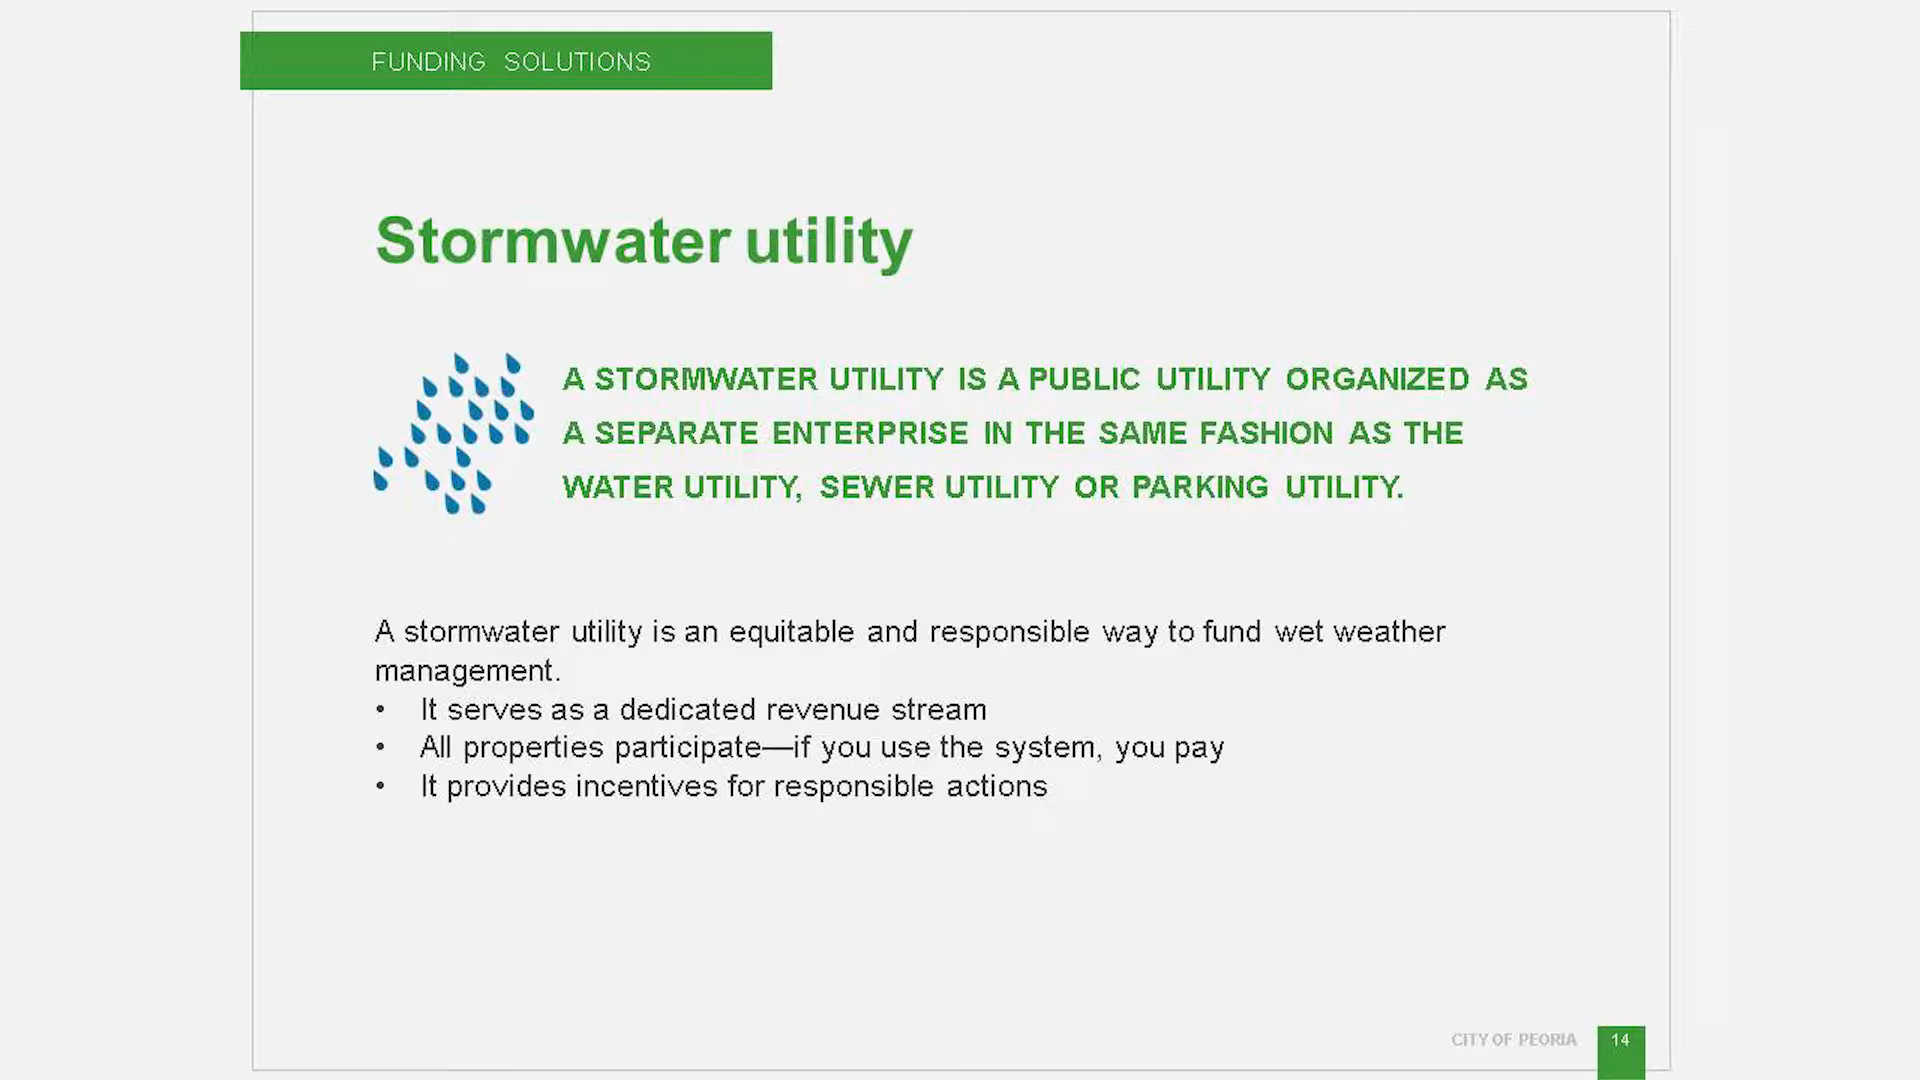 FUNDING SOLUTIONS
Stormwater utility
A STORMWATER UTILITY IS A PUBLIC UTILITY ORGANIZED AS
A SEPARATE ENTERPRISE IN THE SAME FASHION AS THE
WATER UTILITY, SEWER UTILITY OR PARKING UTILITY.
A stormwater utility is an equitable and responsible way to fund wet weather
management.
• It serves as a dedicated revenue stream
• All properties participate—if you use the system, you pay
• It provides incentives for responsible actions
CITY OF PEORIA
14